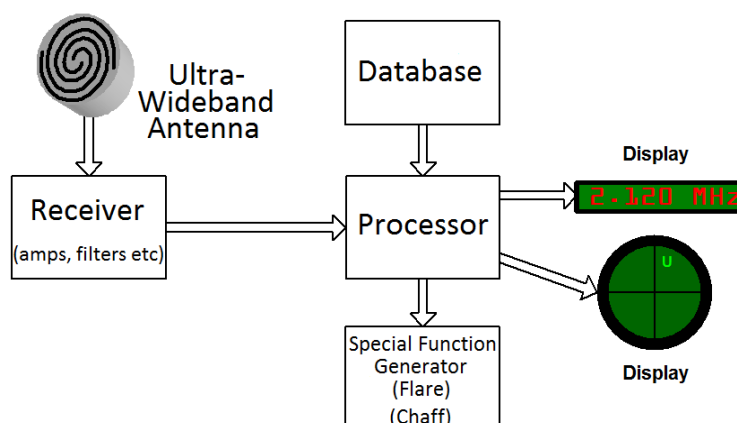 Ultra-
Wideband
Antenna
Database
Display
Receiver
(amps, filters etc)
Processor
2.120 MHz
U
Special Function
Generator
(Flare)
(Chaff)
Display